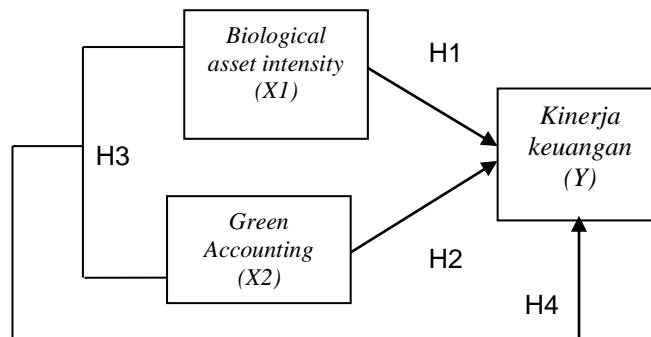 Biological
asset intensity
(X1)
H1
Kinerja
keuangan
(Y)
H3
Green
Accounting
(X2)
H2
H4